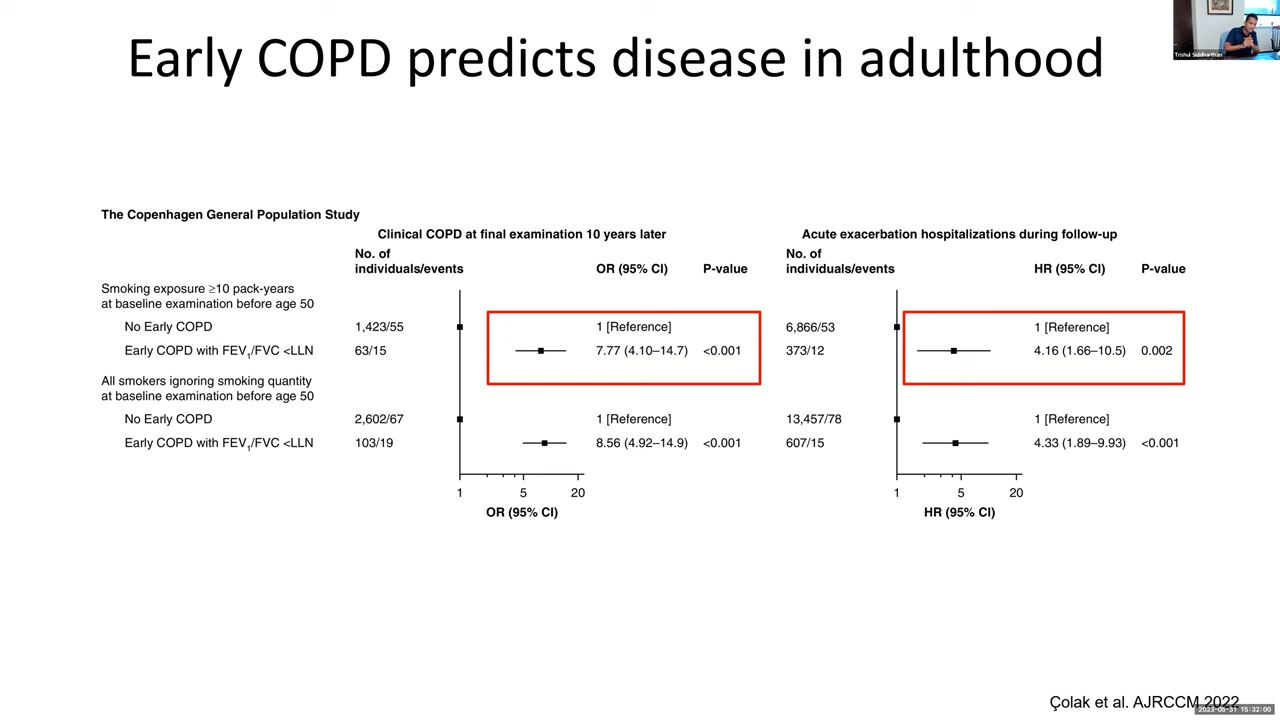 Early COPD predicts disease in adulthood
Trishul Siddharthan
The Copenhagen General Population Study
Clinical COPD at final examination 10 years later
Acute exacerbation hospitalizations during follow-up
No. of
individuals/events OR (95% CI) P-value
No. of
individuals/events HR (95% CI) P-value
Smoking exposure ≥10 pack-years
at baseline examination before age 50
No Early COPD 1,423/55 1 [Reference] 6,866/53 1 [Reference]
Early COPD with FEV₁/FVC <LLN 63/15 7.77 (4.10–14.7) <0.001 373/12 4.16 (1.66–10.5) 0.002
All smokers ignoring smoking quantity
at baseline examination before age 50
No Early COPD 2,602/67 1 [Reference] 13,457/78 1 [Reference]
Early COPD with FEV₁/FVC <LLN 103/19 8.56 (4.92–14.9) <0.001 607/15 4.33 (1.89–9.93) <0.001
1 5 20 1 5 20
OR (95% CI) HR (95% CI)
Çolak et al. AJRCCM 2022
2023-05-31 15:32:00